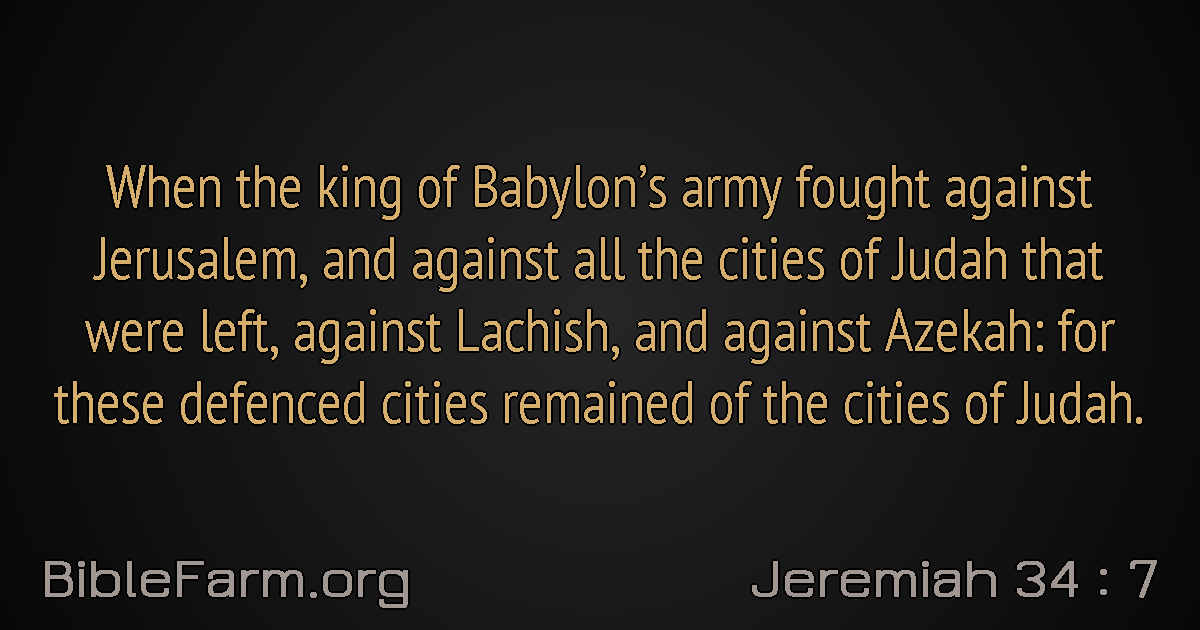 When the king of Babylon’s army fought against
Jerusalem, and against all the cities of Judah that
were left, against Lachish, and against Azekah: for
these defenced cities remained of the cities of Judah.
BibleFarm.org
Jeremiah 34 : 7